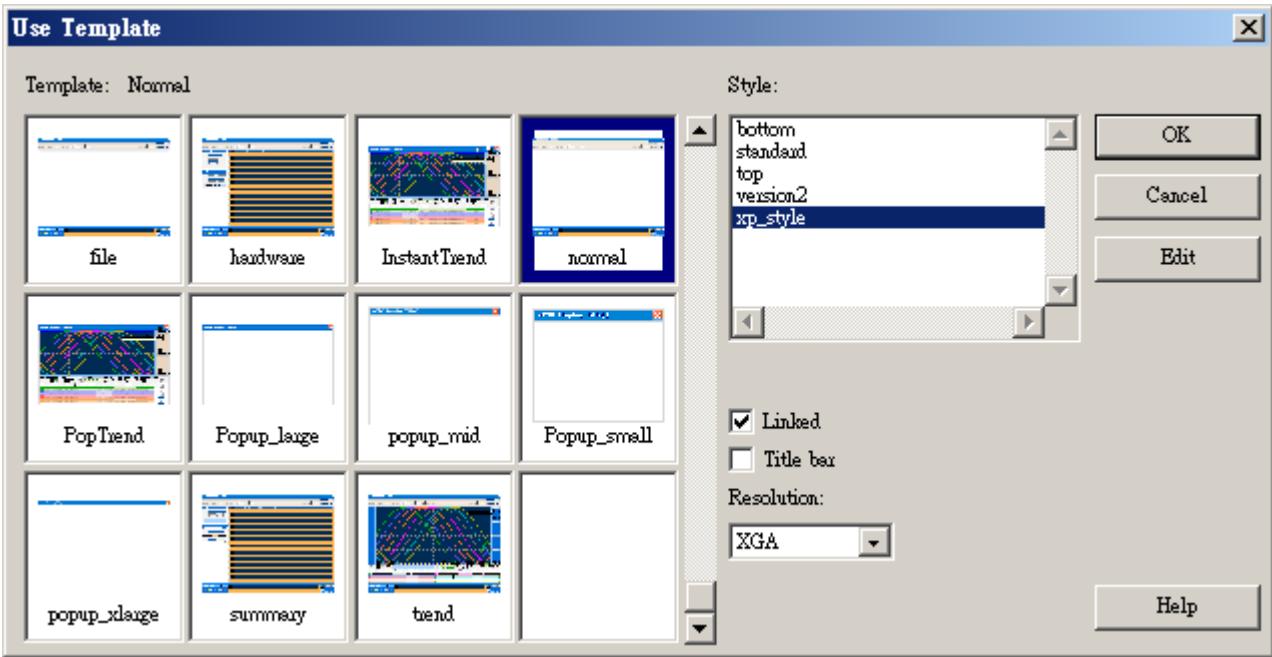 Use Template
Template: Normal
file
hardware
InstantTrend
normal
PopTrend
Popup_large
popup_mid
Popup_small
popup_xlarge
summary
trend
Style:
bottom
standard
top
version2
xp_style
Linked
Title bar
Resolution:
XGA
OK
Cancel
Edit
Help